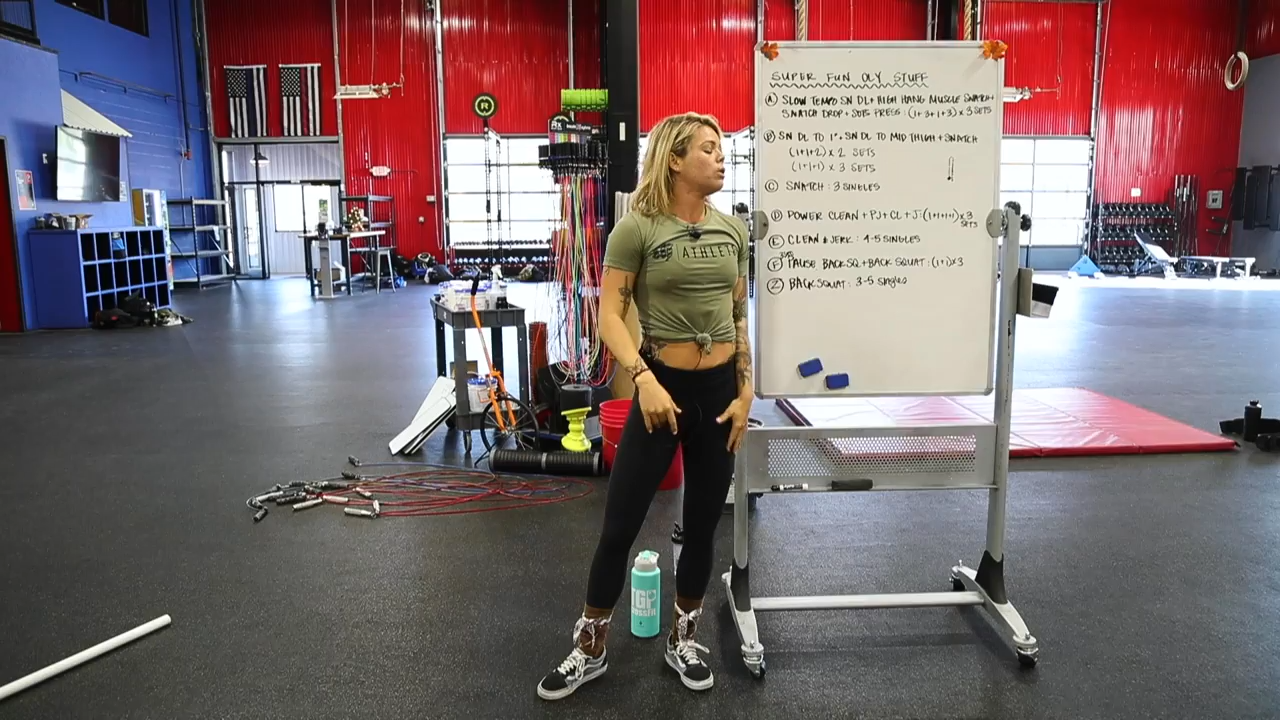 SUPER FUN OLY STUFF
A SLOW TEMPO SN DL + HIGH HANG MUSCLE SNATCH +
SNATCH DROP + SOTS PRESS : (1+3+1+3) x 3 SETS
B SN DL TO 1" + SN DL TO MID THIGH + SNATCH
(1+1+2) x 2 SETS
(1+1+1) x 3 SETS
C SNATCH : 3 SINGLES
D POWER CLEAN + PJ + CL + J : (1+1+1+1) x 3
SETS
E CLEAN & JERK : 4-5 SINGLES
F PAUSE BACK SQ. + BACK SQUAT : (1+1) x 3
Z BACK SQUAT : 3-5 SINGLES
ATHLETE
TGP
CROSSFIT
R